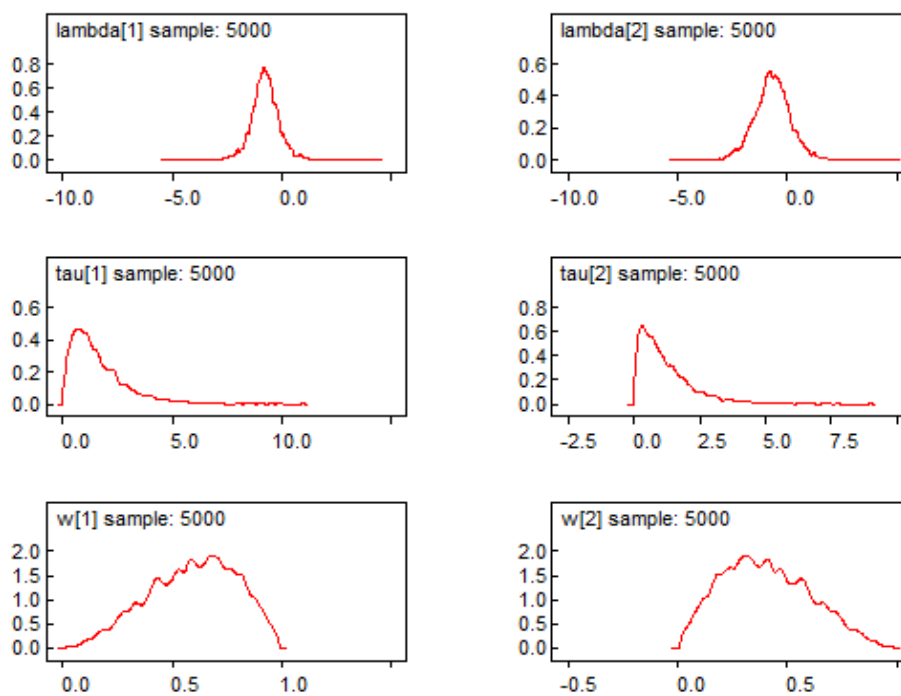 lambda[1] sample: 5000
0.8
0.6
0.4
0.2
0.0
-10.0 -5.0 0.0
lambda[2] sample: 5000
0.8
0.6
0.4
0.2
0.0
-10.0 -5.0 0.0
tau[1] sample: 5000
0.6
0.4
0.2
0.0
0.0 5.0 10.0
tau[2] sample: 5000
0.8
0.6
0.4
0.2
0.0
-2.5 0.0 2.5 5.0 7.5
w[1] sample: 5000
2.0
1.5
1.0
0.5
0.0
0.0 0.5 1.0
w[2] sample: 5000
2.0
1.5
1.0
0.5
0.0
-0.5 0.0 0.5